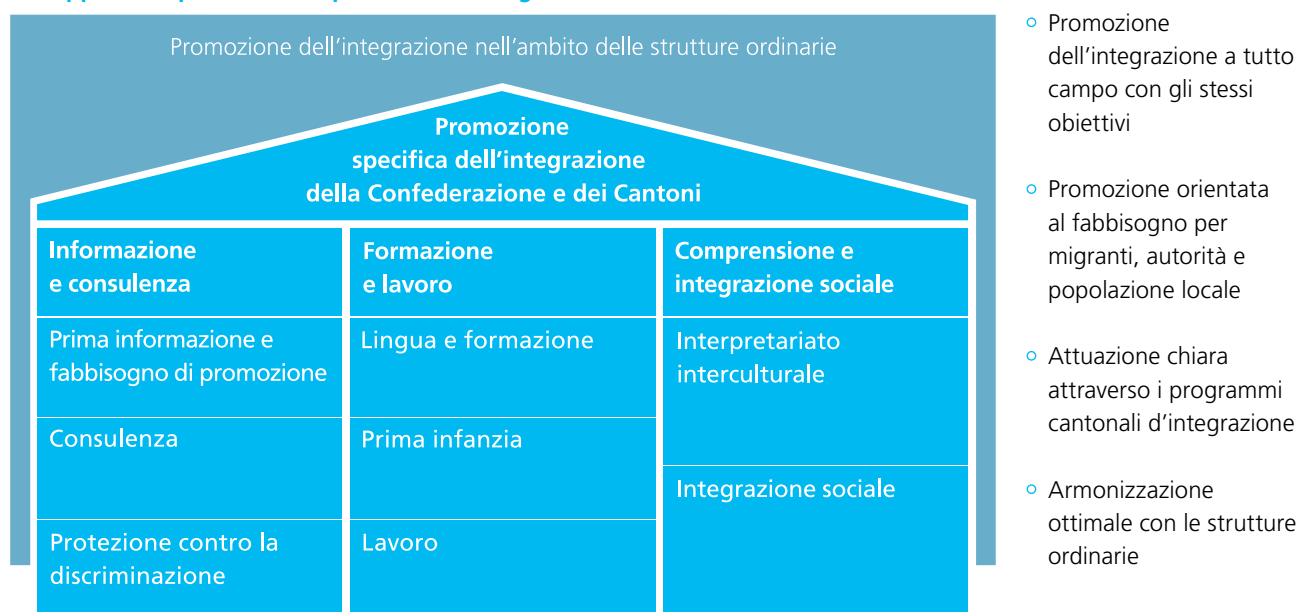 Promozione dell'integrazione nell'ambito delle strutture ordinarie
Promozione
specifica dell'integrazione
della Confederazione e dei Cantoni
Informazione
e consulenza
Prima informazione e
fabbisogno di promozione
Consulenza
Protezione contro la
discriminazione
Formazione
e lavoro
Lingua e formazione
Prima infanzia
Lavoro
Comprensione e
integrazione sociale
Interpretariato
interculturale
Integrazione sociale
Promozione
dell'integrazione a tutto
campo con gli stessi
obiettivi
Promozione orientata
al fabbisogno per
migranti, autorità e
popolazione locale
Attuazione chiara
attraverso i programmi
cantonali d'integrazione
Armonizzazione
ottimale con le strutture
ordinarie